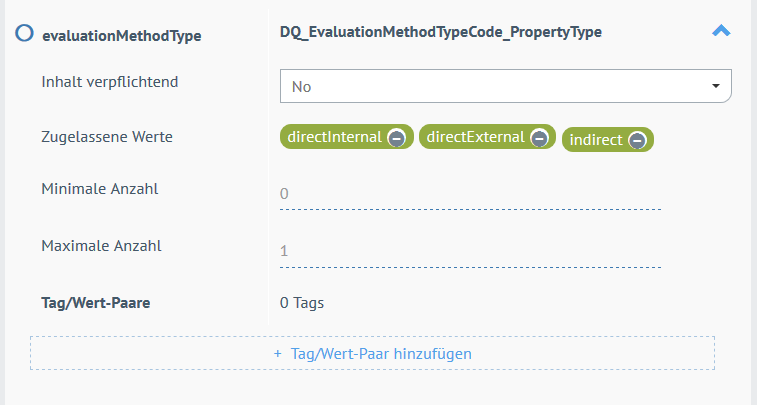 evaluationMethodType DQ_EvaluationMethodTypeCode_PropertyType
Inhalt verpflichtend No
Zugelassene Werte directInternal directExternal indirect
Minimale Anzahl 0
Maximale Anzahl 1
Tag/Wert-Paare 0 Tags
+ Tag/Wert-Paar hinzufügen